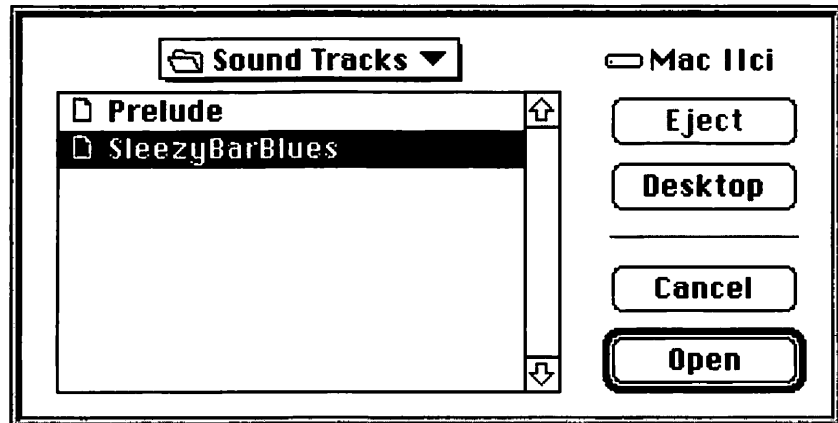 Sound Tracks
Mac IIci
Prelude
SleezyBarBlues
Eject
Desktop
Cancel
Open